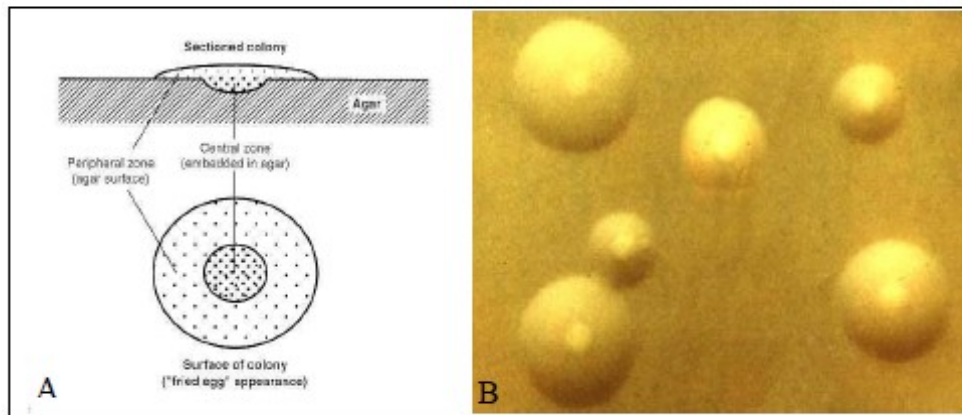 Sectioned colony
Agar
Peripheral zone
(agar surface)
Central zone
(embedded in agar)
Surface of colony
("fried egg" appearance)
A
B